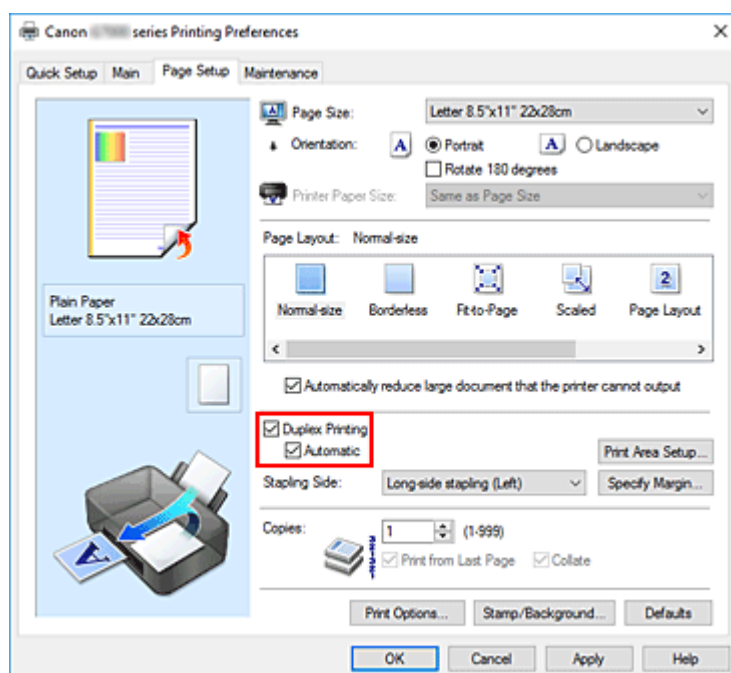 Canon series Printing Preferences
Quick Setup Main Page Setup Maintenance
Page Size: Letter 8.5"x11" 22x28cm
Orientation: A Portrait A Landscape
Rotate 180 degrees
Printer Paper Size: Same as Page Size
Page Layout: Normal-size
2
Normal-size Borderless Fit-to-Page Scaled Page Layout
Plain Paper
Letter 8.5"x11" 22x28cm
Automatically reduce large document that the printer cannot output
Duplex Printing
Automatic
Print Area Setup...
Stapling Side: Long-side stapling (Left) Specify Margin...
Copies: 1 (1-999)
Print from Last Page Collate
A
Print Options... Stamp/Background... Defaults
OK Cancel Apply Help